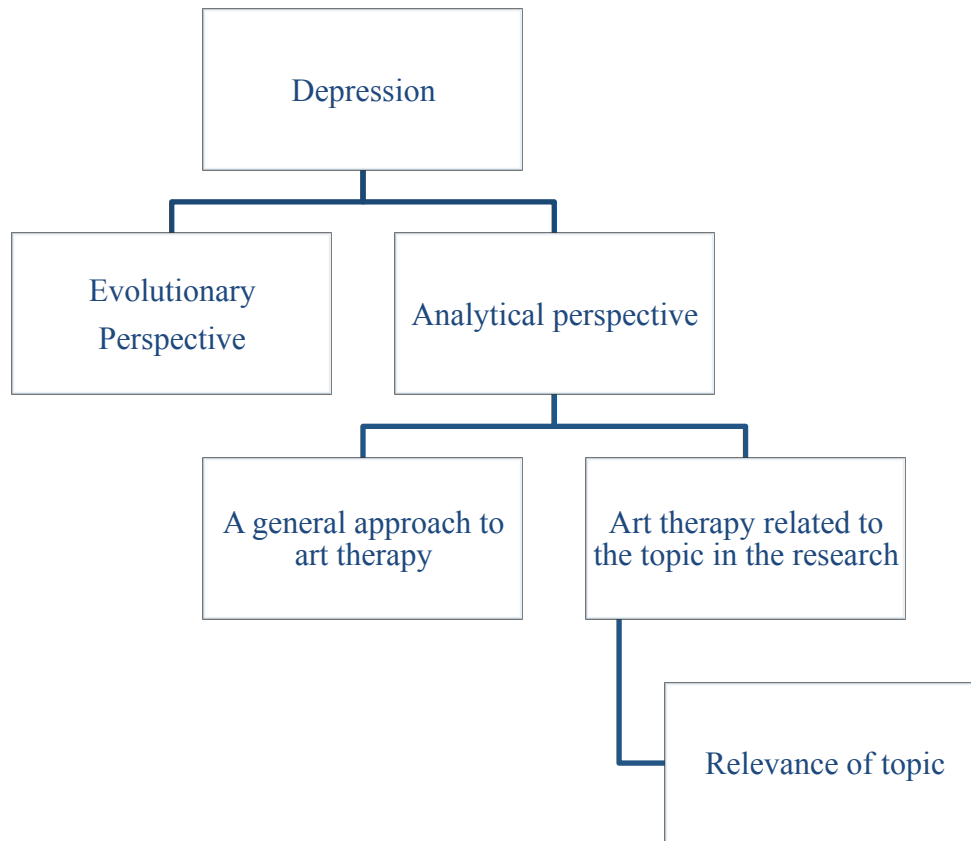 Depression
Evolutionary
Perspective
Analytical perspective
A general approach to
art therapy
Art therapy related to
the topic in the research
Relevance of topic